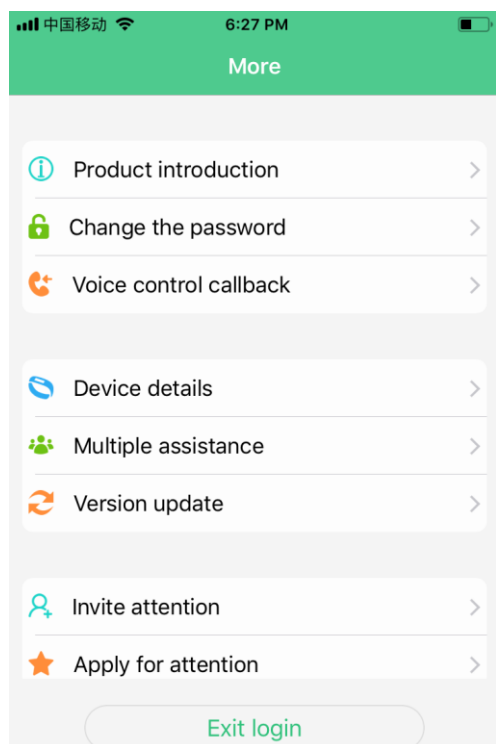 中国移动 6:27 PM
More
Product introduction
Change the password
Voice control callback
Device details
Multiple assistance
Version update
Invite attention
Apply for attention
Exit login